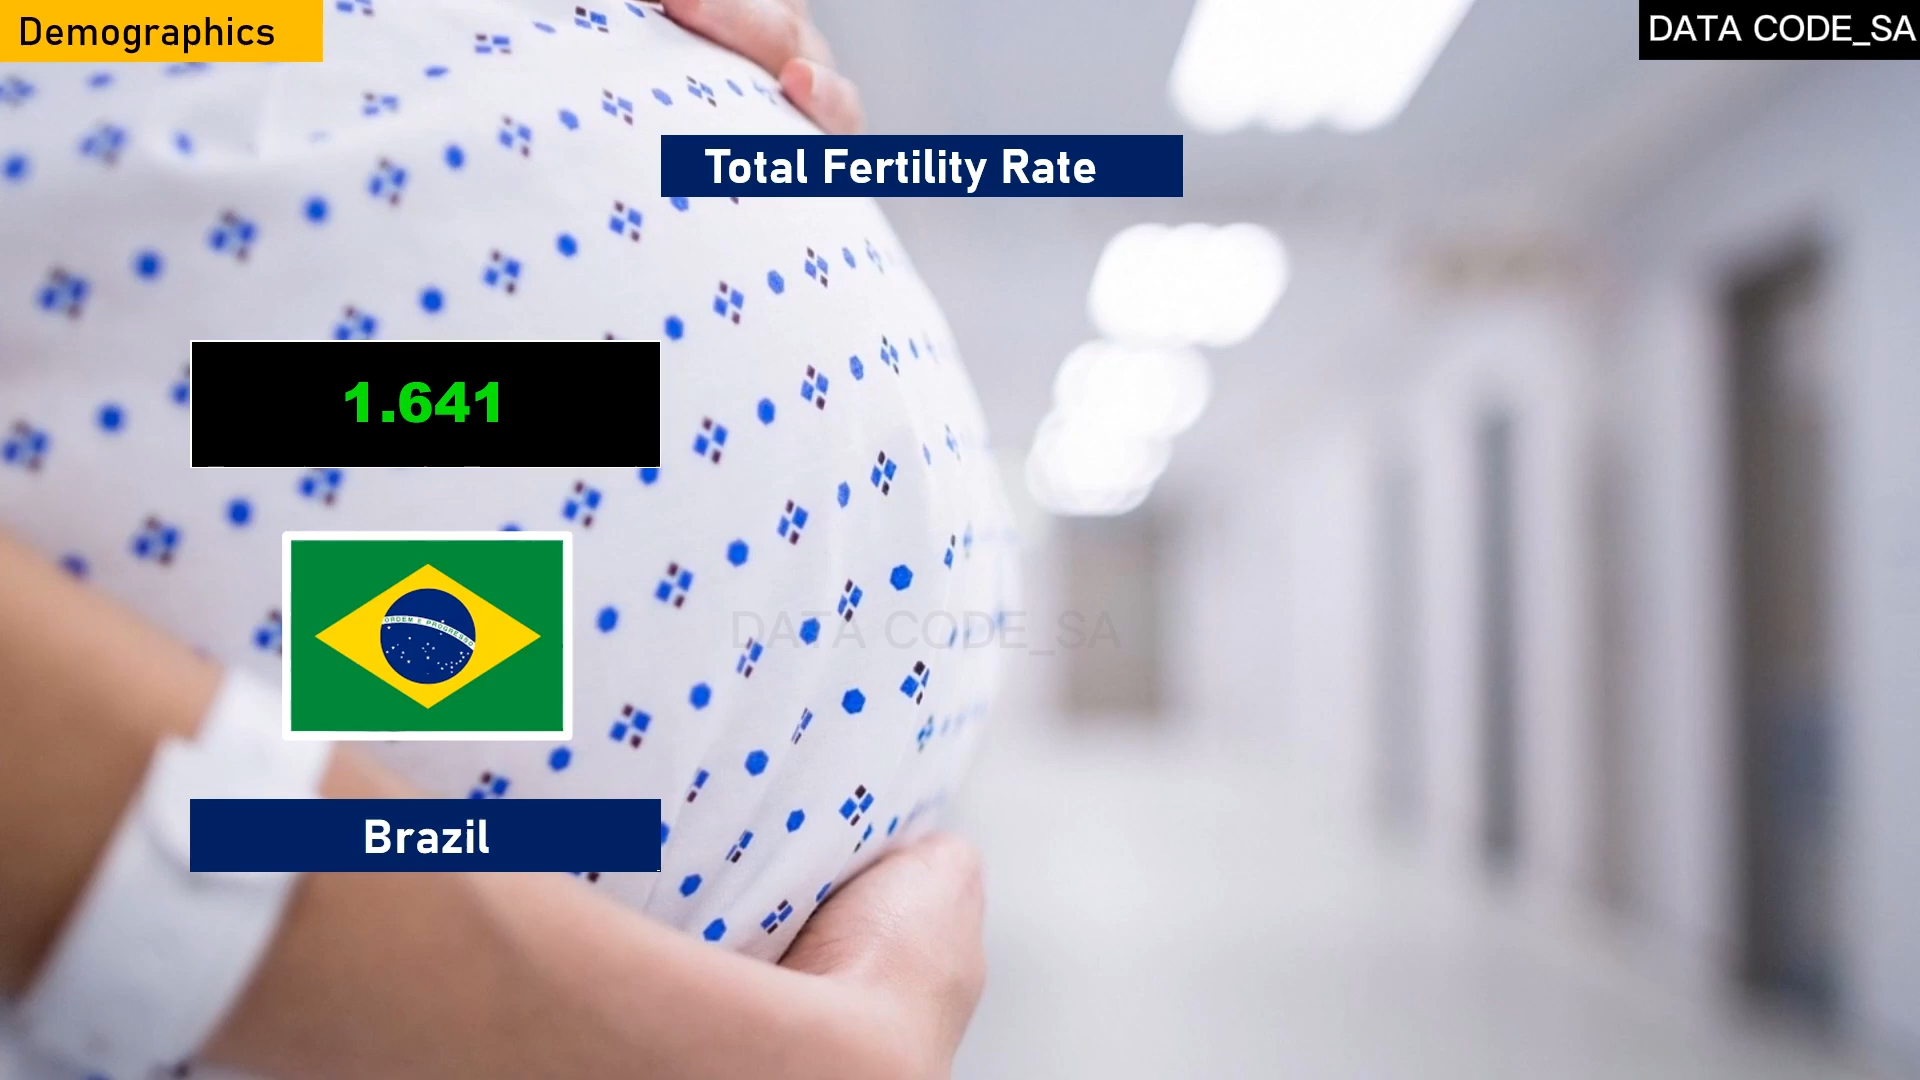 Demographics
DATA CODE_SA
Total Fertility Rate
1.641
ORDEM E PROGRESSO
DATA CODE_SA
Brazil